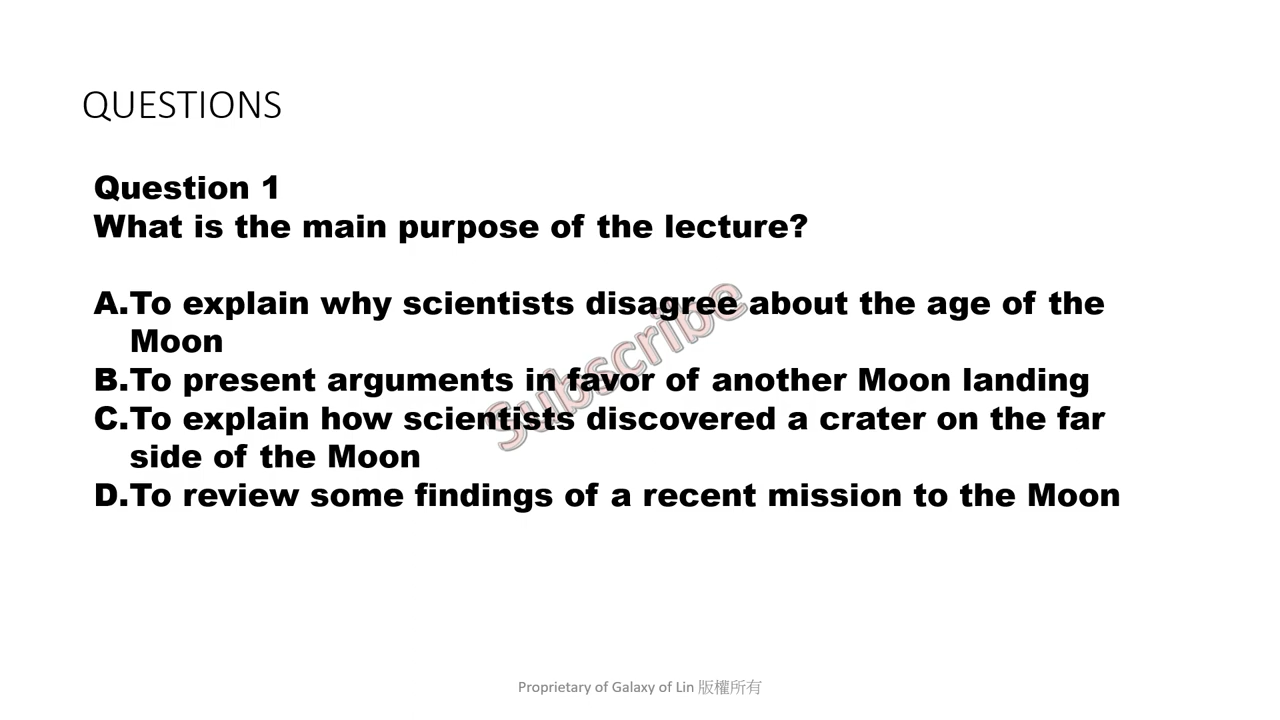 QUESTIONS
Question 1
What is the main purpose of the lecture?
A.To explain why scientists disagree about the age of the
Moon
B.To present arguments in favor of another Moon landing
C.To explain how scientists discovered a crater on the far
side of the Moon
D.To review some findings of a recent mission to the Moon
Subscribe
Proprietary of Galaxy of Lin 版權所有